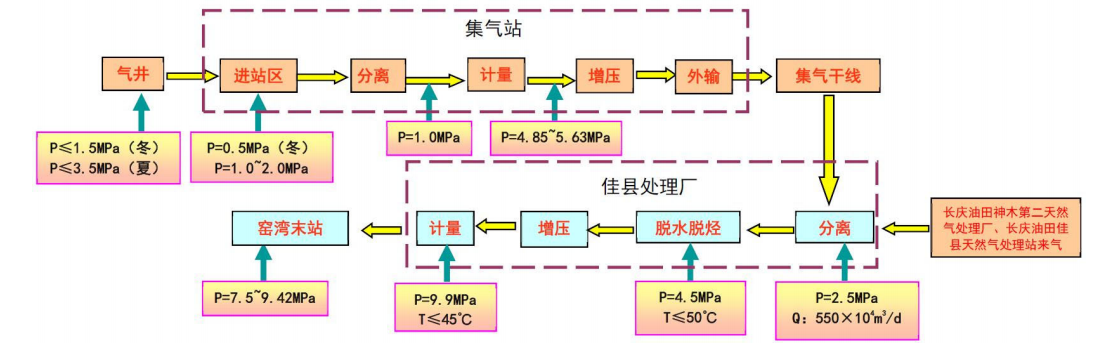 集气站
气井
进站区
分离
计量
增压
外输
集气干线
P≤1.5MPa（冬）
P≤3.5MPa（夏）
P=0.5MPa（冬）
P=1.0~2.0MPa
P=1.0MPa
P=4.85~5.63MPa
佳县处理厂
窑湾末站
计量
增压
脱水脱烃
分离
长庆油田神木第二天然
气处理厂、长庆油田佳
县天然气处理站来气
P=7.5~9.42MPa
P=9.9MPa
T≤45℃
P=4.5MPa
T≤50℃
P=2.5MPa
Q：550×10⁴m³/d